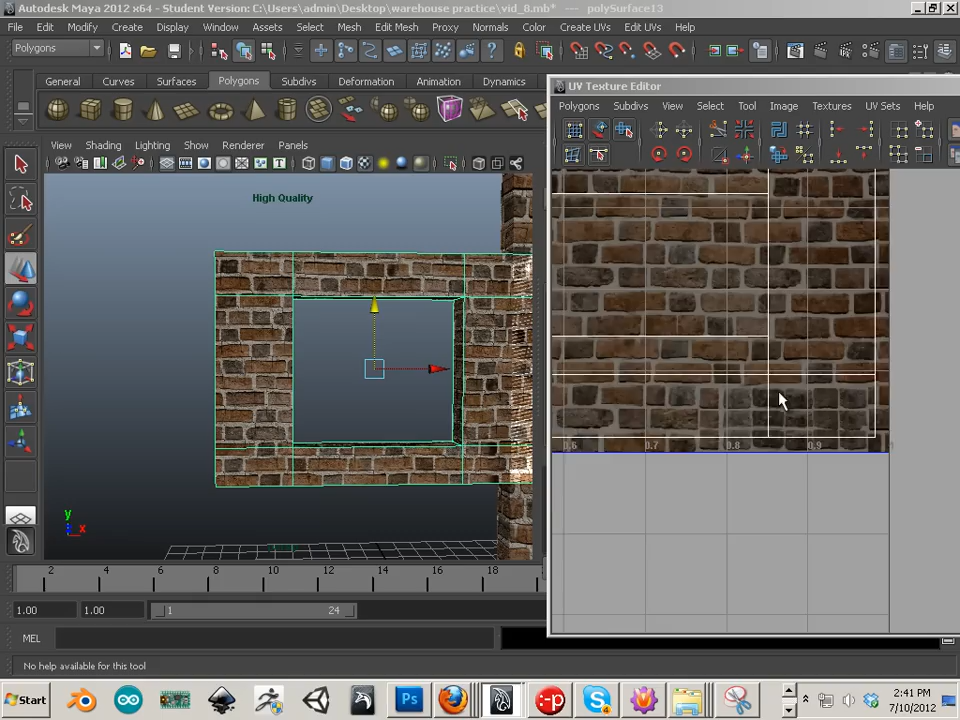 Autodesk Maya 2012 x64 - Student Version: C:\Users\admin\Desktop\warehouse practice\vid_8.mb* --- polySurface13
File Edit Modify Create Display Window Assets Select Mesh Edit Mesh Proxy Normals Color Create UVs Edit UVs Help
Polygons
General Curves Surfaces Polygons Subdivs Deformation Animation Dynamics
UV Texture Editor
Polygons Subdivs View Select Tool Image Textures UV Sets Help
View Shading Lighting Show Renderer Panels
High Quality
0.6 0.7 0.8 0.9 1
y
x
2 4 6 8 10 12 14 16 18
1.00 1.00 1 24
MEL
No help available for this tool
Start
Ps
2:41 PM
7/10/2012